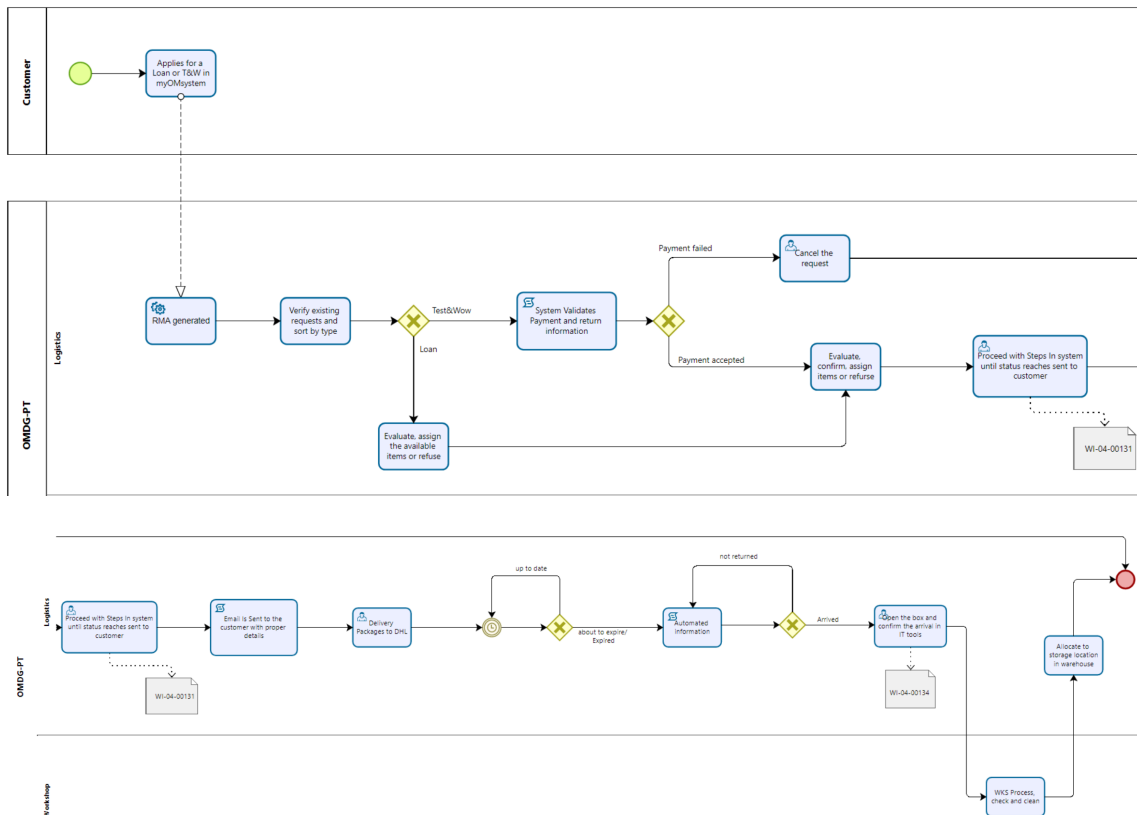 Customer
Applies for a
Loan or T&W in
myOMsystem
OMDG-PT
Logistics
RMA generated
Verify existing
requests and
sort by type
Test&Wow
Loan
System Validates
Payment and return
information
Payment failed
Cancel the
request
Payment accepted
Evaluate,
confirm, assign
items or refurse
Proceed with Steps In system
until status reaches sent to
customer
WI-04-00131
Evaluate, assign
the available
items or refuse
OMDG-PT
Logistics
Proceed with Steps In system
until status reaches sent to
customer
WI-04-00131
Email is Sent to the
customer with proper
details
Delivery
Packages to DHL
up to date
about to expire/
Expired
not returned
Automated
information
Arrived
Open the box and
confirm the arrival in
IT tools
WI-04-00134
Allocate to
storage location
in warehouse
Workshop
WKS Process,
check and clean